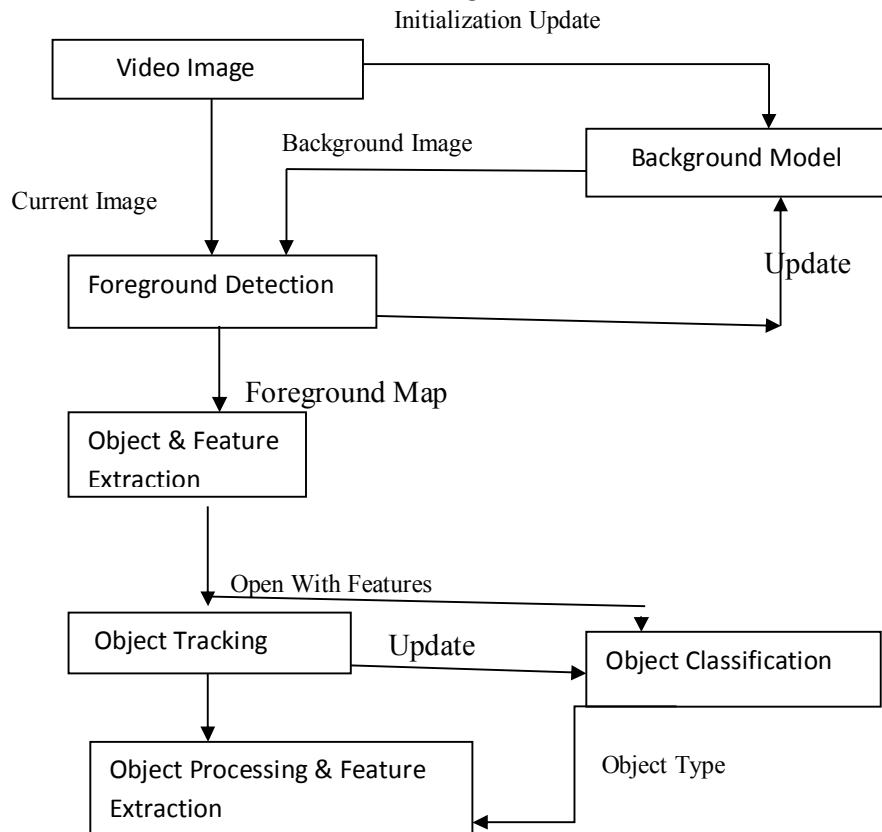 Initialization Update
Video Image
Background Image
Background Model
Current Image
Update
Foreground Detection
Foreground Map
Object & Feature
Extraction
Open With Features
Object Tracking
Update
Object Classification
Object Processing & Feature
Extraction
Object Type